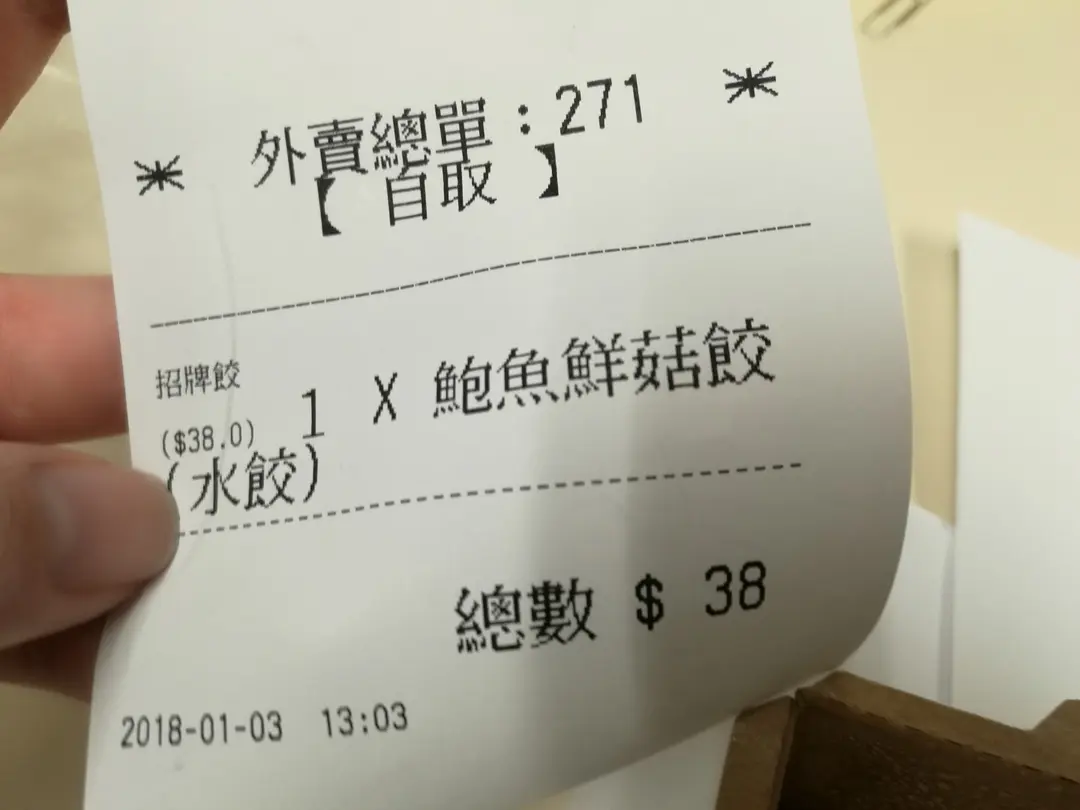 * 外賣總單：271 *
【 自取 】
招牌餃
($38.0) 1 X 鮑魚鮮菇餃
(水餃)
總數 $ 38
2018-01-03 13:03